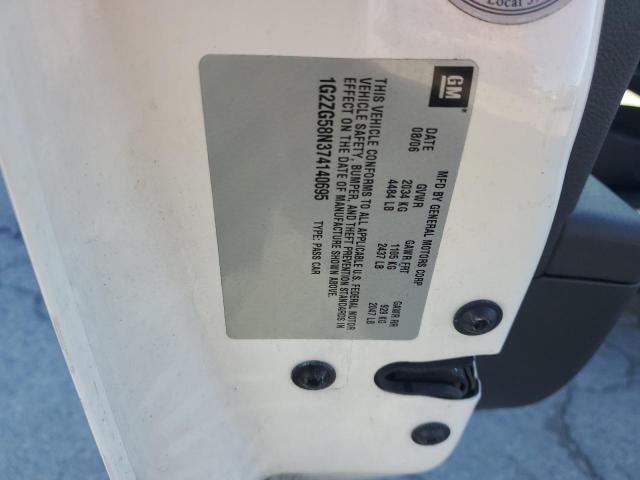 Local 5
GM
MFD BY GENERAL MOTORS CORP
DATE GVWR GAWR FRT GAWR RR
08/06 2034 KG 1105 KG 929 KG
4484 LB 2437 LB 2047 LB
THIS VEHICLE CONFORMS TO ALL APPLICABLE U.S. FEDERAL MOTOR
VEHICLE SAFETY, BUMPER, AND THEFT PREVENTION STANDARDS IN
EFFECT ON THE DATE OF MANUFACTURE SHOWN ABOVE.
1G2ZG58N374140695 TYPE: PASS CAR